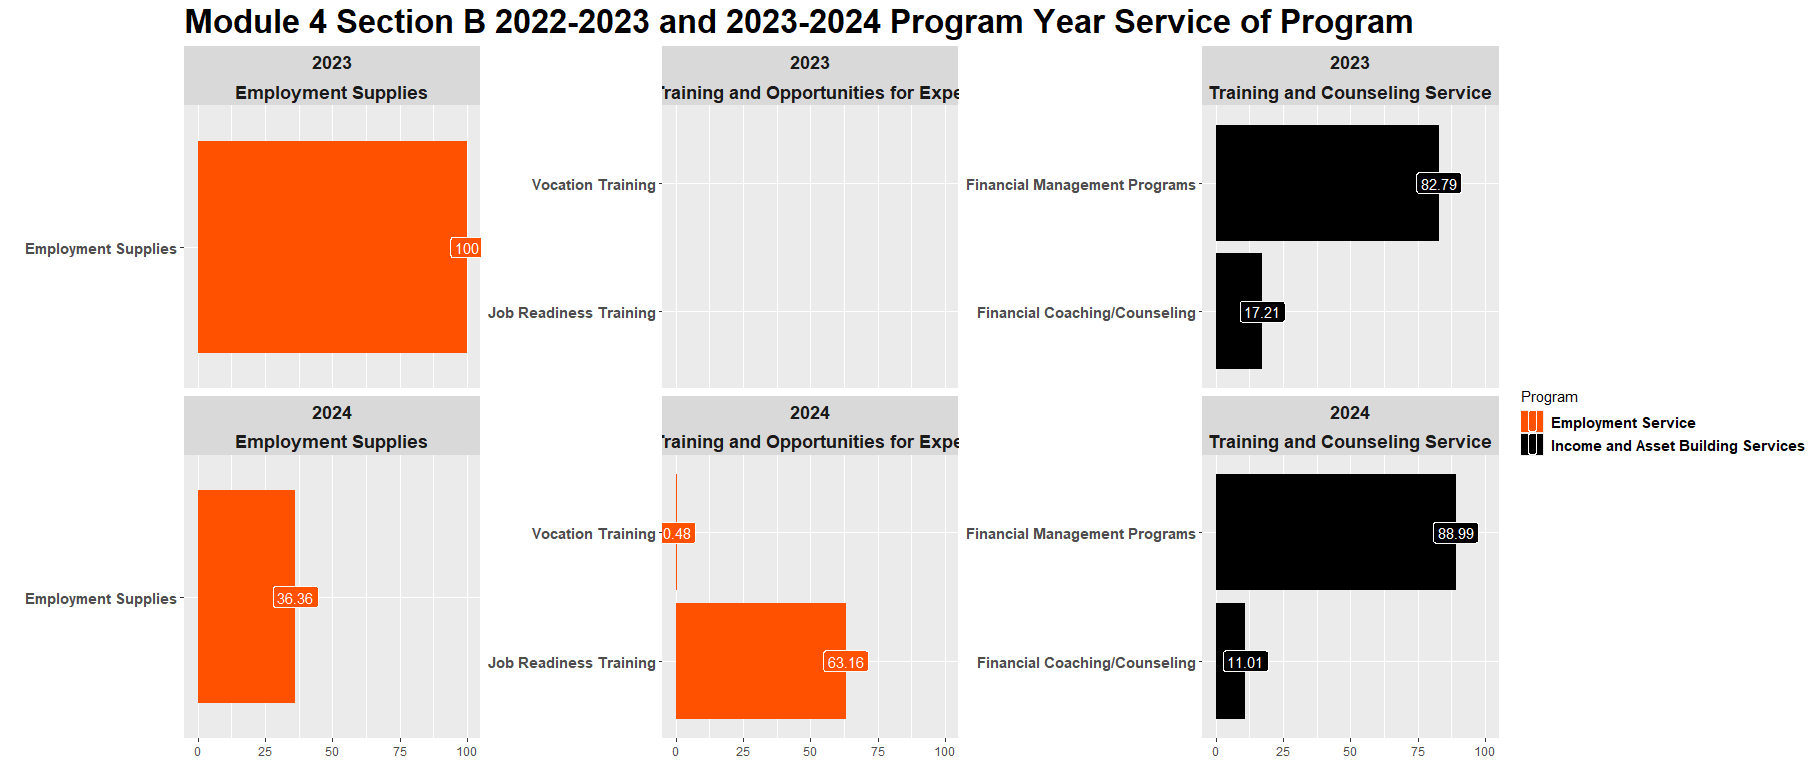 Module 4 Section B 2022-2023 and 2023-2024 Program Year Service of Program
2023
Employment Supplies
Employment Supplies
100
2023
Training and Opportunities for Expe
Vocation Training
Job Readiness Training
2023
Training and Counseling Service
Financial Management Programs
82.79
Financial Coaching/Counseling
17.21
2024
Employment Supplies
Employment Supplies
36.36
0 25 50 75 100
2024
Training and Opportunities for Expe
Vocation Training
0.48
Job Readiness Training
63.16
0 25 50 75 100
2024
Training and Counseling Service
Financial Management Programs
88.99
Financial Coaching/Counseling
11.01
0 25 50 75 100
Program
Employment Service
Income and Asset Building Services